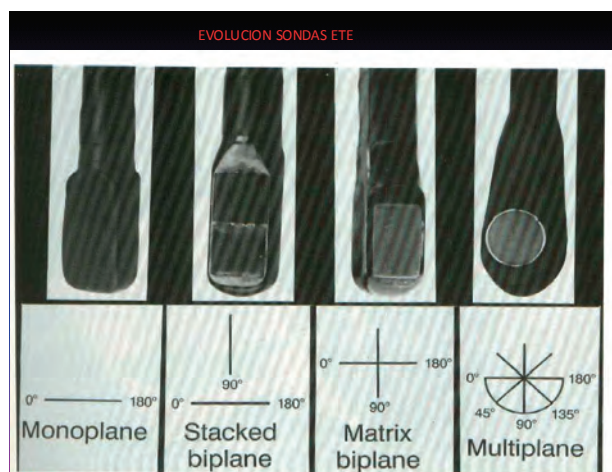 EVOLUCION SONDAS ETE
0° 180°
Monoplane
90°
0° 180°
Stacked
biplane
0° 180°
90°
Matrix
biplane
0° 180°
45° 135°
90°
Multiplane